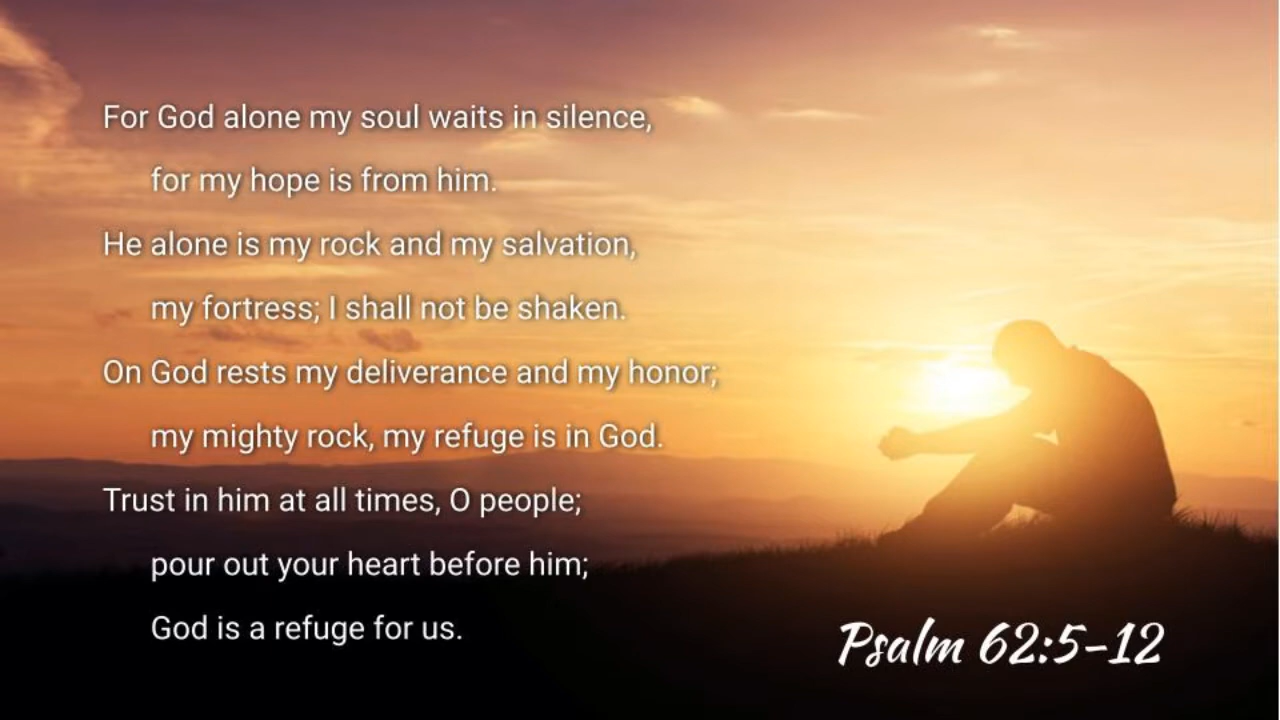 For God alone my soul waits in silence,
for my hope is from him.
He alone is my rock and my salvation,
my fortress; I shall not be shaken.
On God rests my deliverance and my honor;
my mighty rock, my refuge is in God.
Trust in him at all times, O people;
pour out your heart before him;
God is a refuge for us.
Psalm 62:5-12